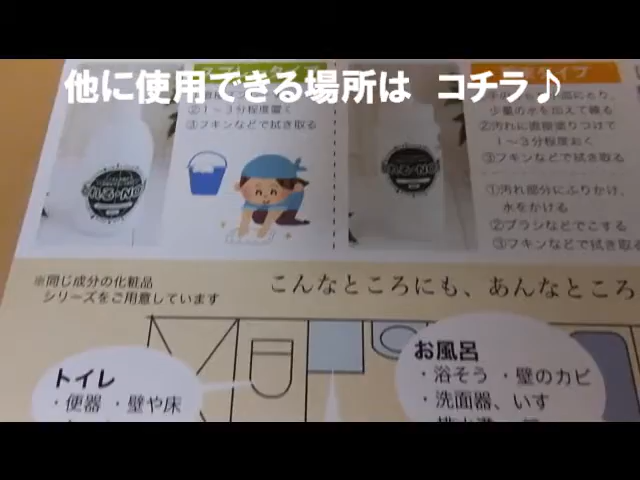 他に使用できる場所は　コチラ♪
②1～3分程度置く
③フキンなどで拭き取る
少量の水を加えて練る
②汚れに直接塗りつけて
1～3分程度おく
③フキンなどで拭き取る
①汚れ部分にふりかけ、
水をかける
②ブラシなどでこする
③フキンなどで拭き取る
※同じ成分の化粧品
シリーズをご用意しています
こんなところにも、あんなところ
トイレ
・便器 ・壁や床
お風呂
・浴そう ・壁のカビ
・洗面器、いす